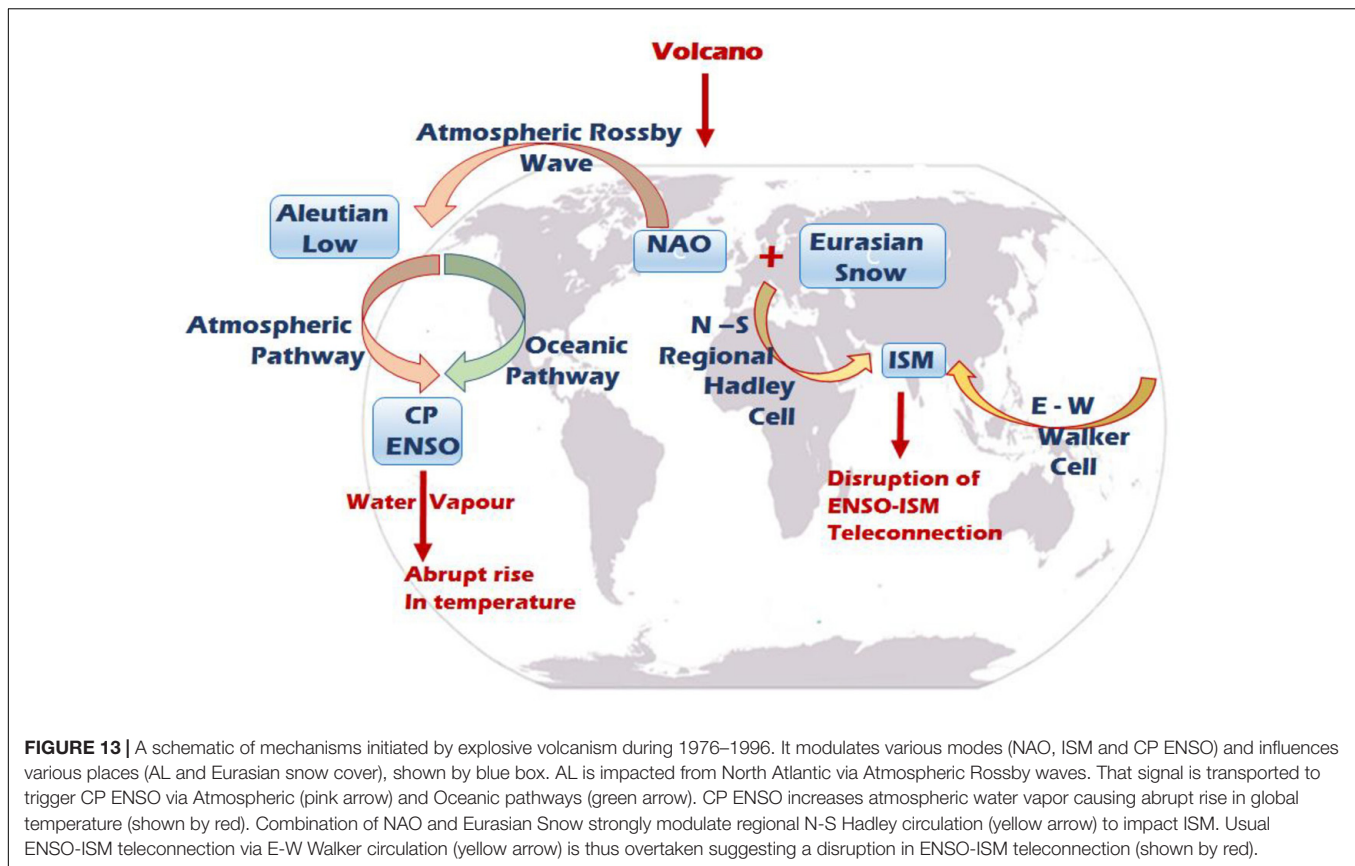 Volcano
Atmospheric Rossby
Wave
Aleutian
Low
NAO
+
Eurasian
Snow
Atmospheric
Pathway
Oceanic
Pathway
N –S
Regional
Hadley
Cell
ISM
CP
ENSO
E - W
Walker
Cell
Water Vapour
Disruption of
ENSO-ISM
Teleconnection
Abrupt rise
In temperature
FIGURE 13 | A schematic of mechanisms initiated by explosive volcanism during 1976–1996. It modulates various modes (NAO, ISM and CP ENSO) and influences
various places (AL and Eurasian snow cover), shown by blue box. AL is impacted from North Atlantic via Atmospheric Rossby waves. That signal is transported to
trigger CP ENSO via Atmospheric (pink arrow) and Oceanic pathways (green arrow). CP ENSO increases atmospheric water vapor causing abrupt rise in global
temperature (shown by red). Combination of NAO and Eurasian Snow strongly modulate regional N-S Hadley circulation (yellow arrow) to impact ISM. Usual
ENSO-ISM teleconnection via E-W Walker circulation (yellow arrow) is thus overtaken suggesting a disruption in ENSO-ISM teleconnection (shown by red).